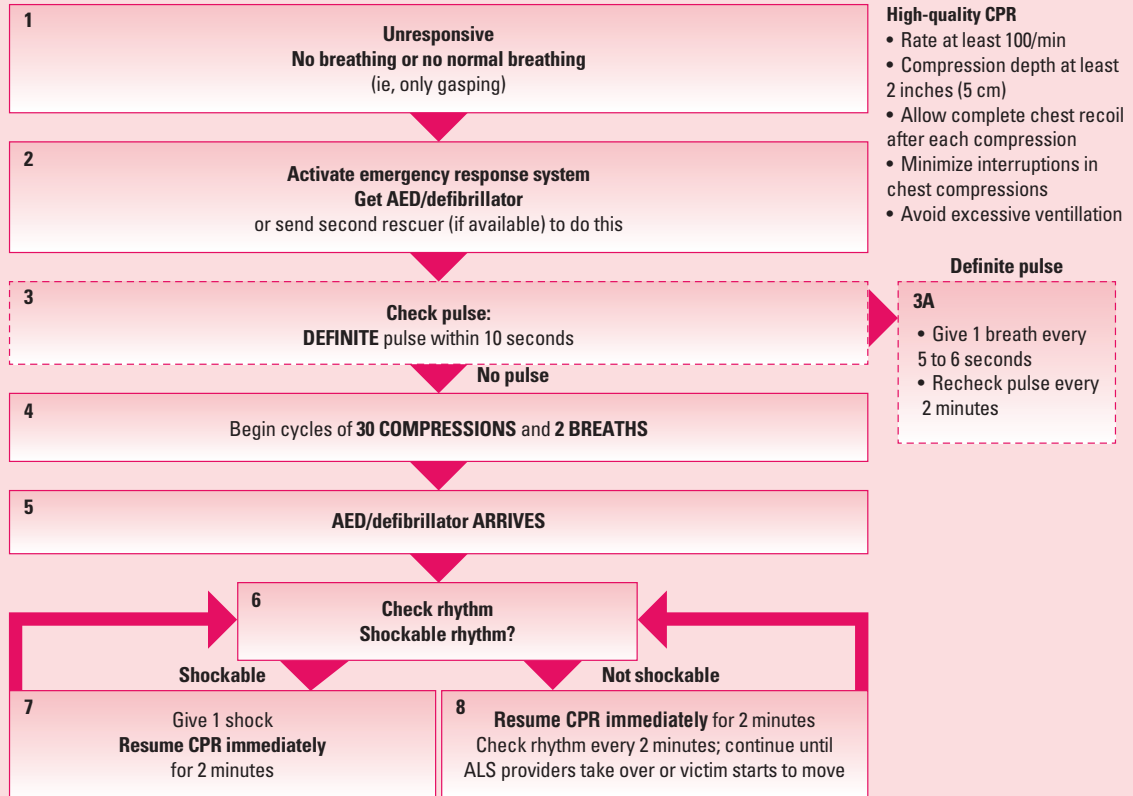 1
Unresponsive
No breathing or no normal breathing
(ie, only gasping)
2
Activate emergency response system
Get AED/defibrillator
or send second rescuer (if available) to do this
3
Check pulse:
DEFINITE pulse within 10 seconds
No pulse
4
Begin cycles of 30 COMPRESSIONS and 2 BREATHS
5
AED/defibrillator ARRIVES
6
Check rhythm
Shockable rhythm?
Shockable
Not shockable
7
Give 1 shock
Resume CPR immediately
for 2 minutes
8
Resume CPR immediately for 2 minutes
Check rhythm every 2 minutes; continue until
ALS providers take over or victim starts to move
High-quality CPR
• Rate at least 100/min
• Compression depth at least
2 inches (5 cm)
• Allow complete chest recoil
after each compression
• Minimize interruptions in
chest compressions
• Avoid excessive ventillation
Definite pulse
3A
• Give 1 breath every
5 to 6 seconds
• Recheck pulse every
2 minutes